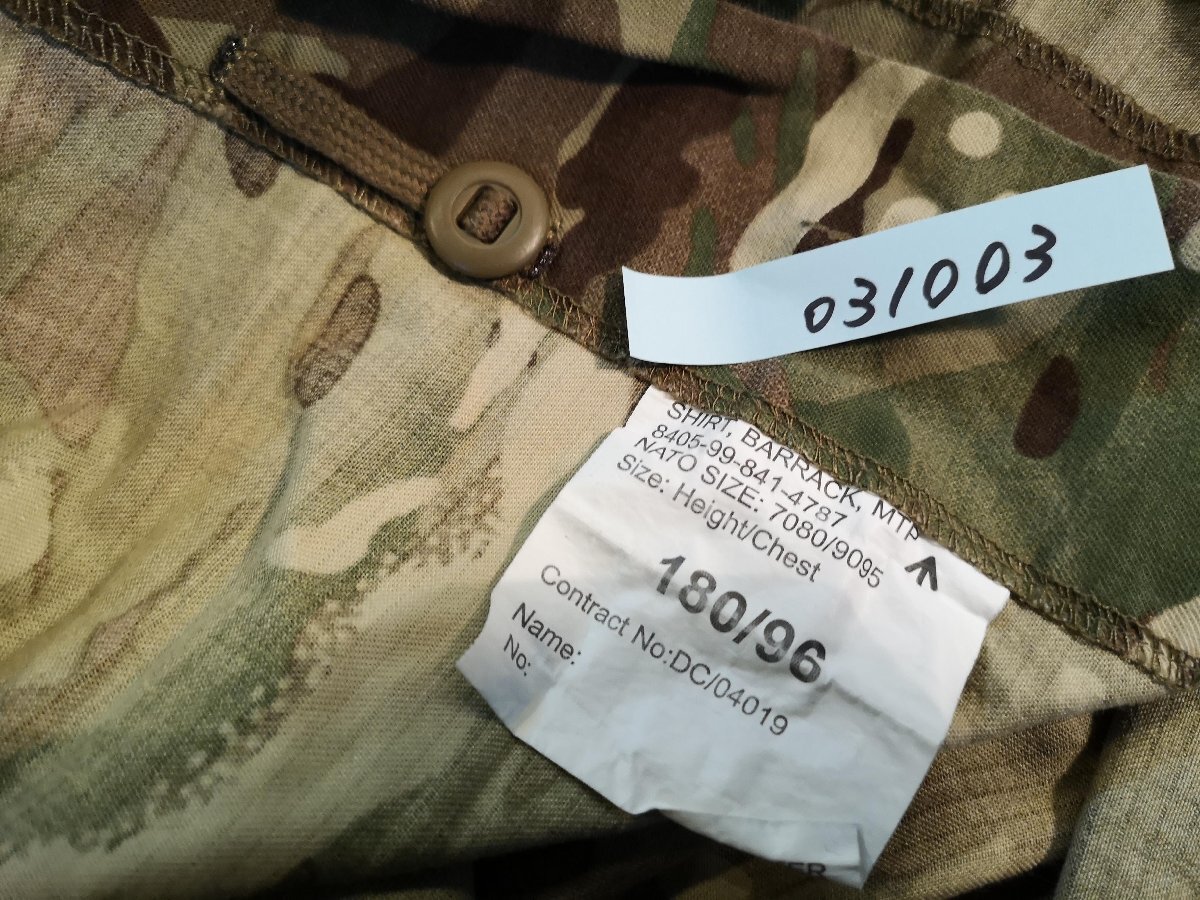 031003
SHIRT, BARRACK, MTP
8405-99-841-4787
NATO SIZE: 7080/9095
Size: Height/Chest
180/96
Contract No:DC/04019
Name:
No: